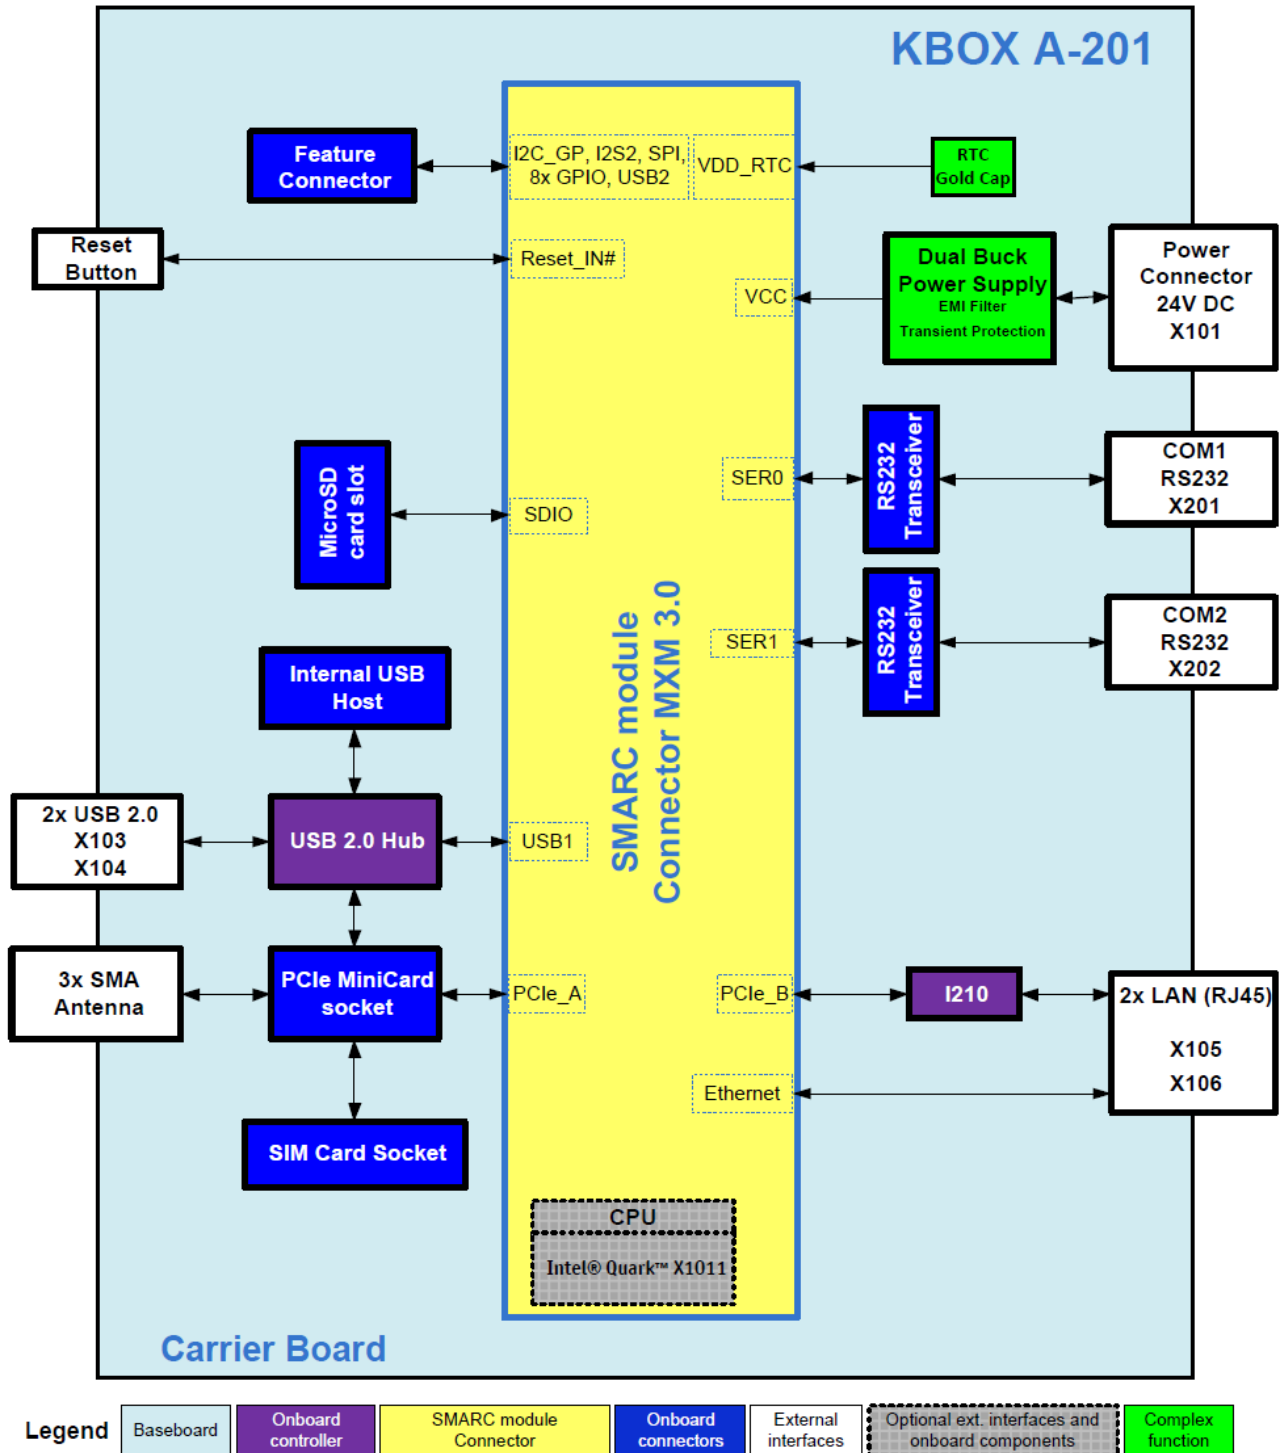 KBOX A-201
Feature
Connector
I2C_GP, I2S2, SPI,
8x GPIO, USB2
VDD_RTC
RTC
Gold Cap
Reset
Button
Reset_IN#
VCC
Dual Buck
Power Supply
EMI Filter
Transient Protection
Power
Connector
24V DC
X101
MicroSD
card slot
SDIO
SER0
RS232
Transceiver
COM1
RS232
X201
SER1
RS232
Transceiver
COM2
RS232
X202
SMARC module
Connector MXM 3.0
Internal USB
Host
2x USB 2.0
X103
X104
USB 2.0 Hub
USB1
3x SMA
Antenna
PCIe MiniCard
socket
PCIe_A
PCIe_B
I210
2x LAN (RJ45)
X105
X106
Ethernet
SIM Card Socket
CPU
Intel® Quark™ X1011
Carrier Board
Legend
Baseboard
Onboard
controller
SMARC module
Connector
Onboard
connectors
External
interfaces
Optional ext. interfaces and
onboard components
Complex
function